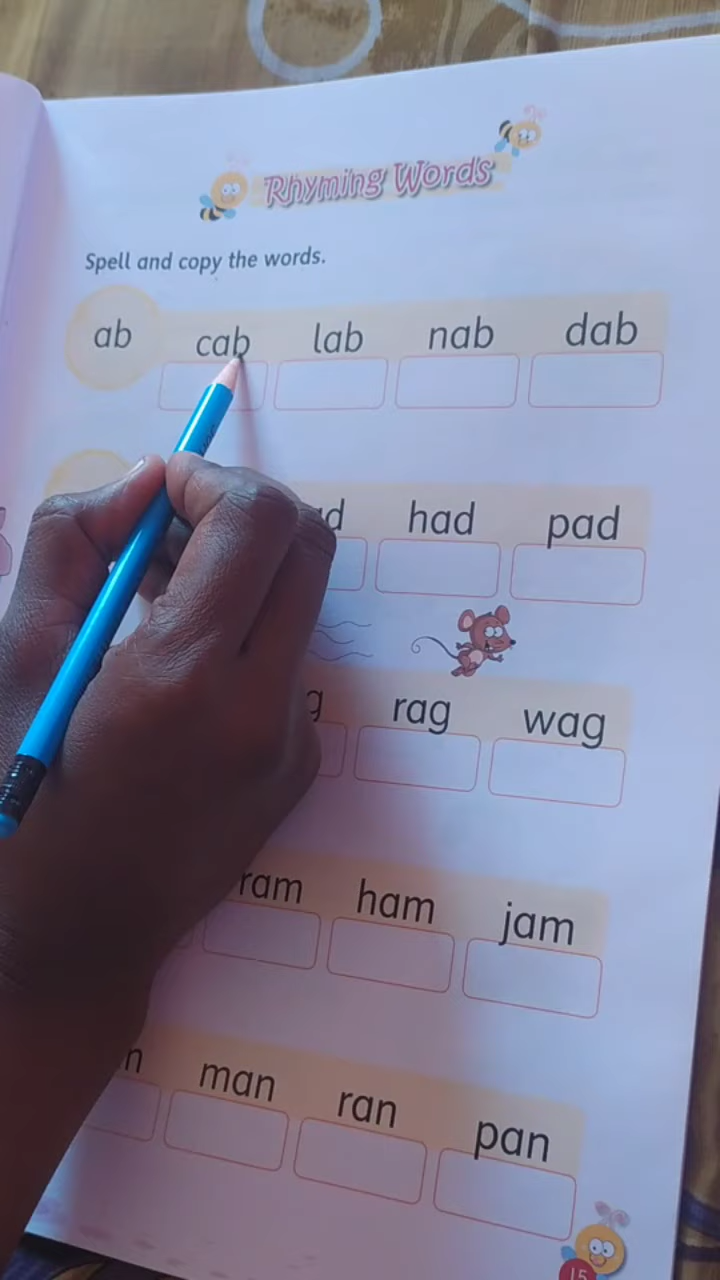 Rhyming Words
Spell and copy the words.
ab cab lab nab dab
had pad
rag wag
ram ham jam
man ran pan
15